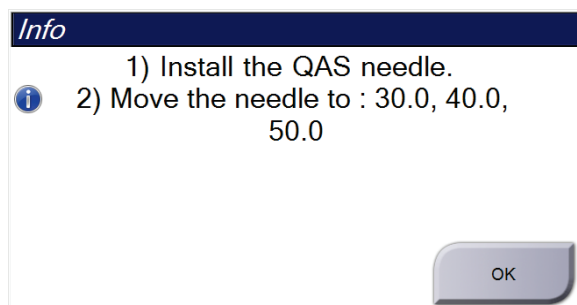 Info
1) Install the QAS needle.
2) Move the needle to : 30.0, 40.0,
50.0
OK